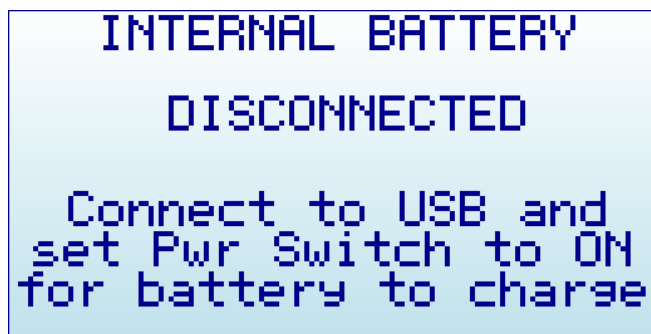 INTERNAL BATTERY
DISCONNECTED
Connect to USB and
set Pwr Switch to ON
for battery to charge